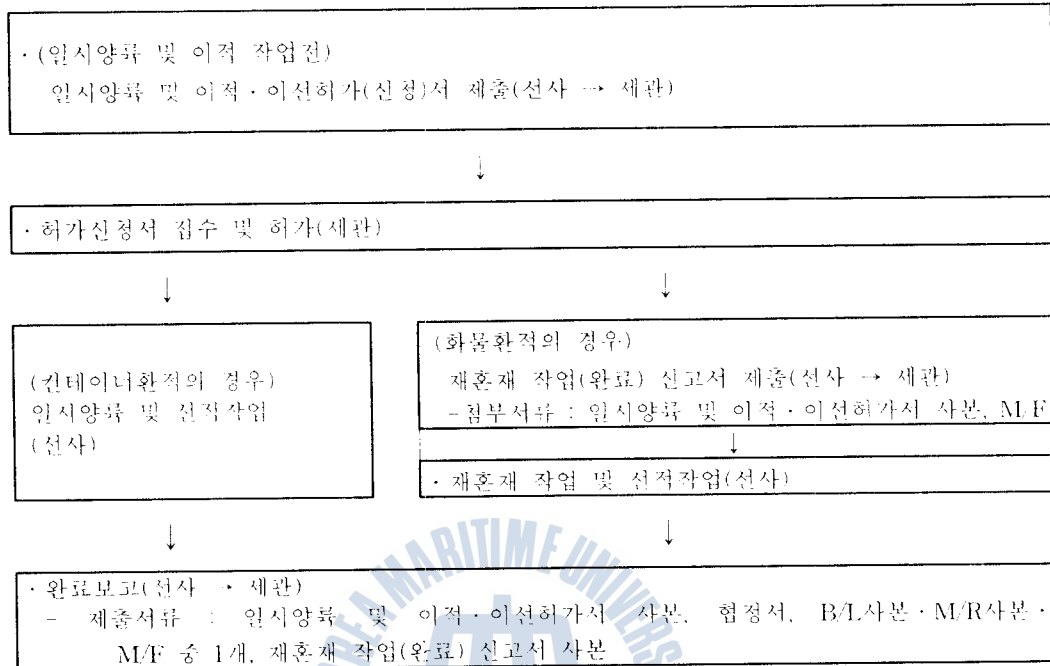 · (일시양륙 및 이적 작업전)
일시양륙 및 이적 · 이선허가(신청)서 제출(선사 → 세관)
↓
· 허가신청서 접수 및 허가(세관)
↓ ↓
(컨테이너환적의 경우)
일시양륙 및 선적작업
(선사)
(화물환적의 경우)
재혼재 작업(완료) 신고서 제출(선사 → 세관)
-첨부서류 : 일시양륙 및 이적 · 이선허가서 사본, M/F
↓
· 재혼재 작업 및 선적작업(선사)
↓ ↓
· 완료보고(선사 → 세관)
- 제출서류 : 일시양륙 및 이적 · 이선허가서 사본, 협정서, B/L사본 · M/R사본 ·
M/F 중 1개, 재혼재 작업(완료) 신고서 사본
KOREA MARITIME UNIVERS